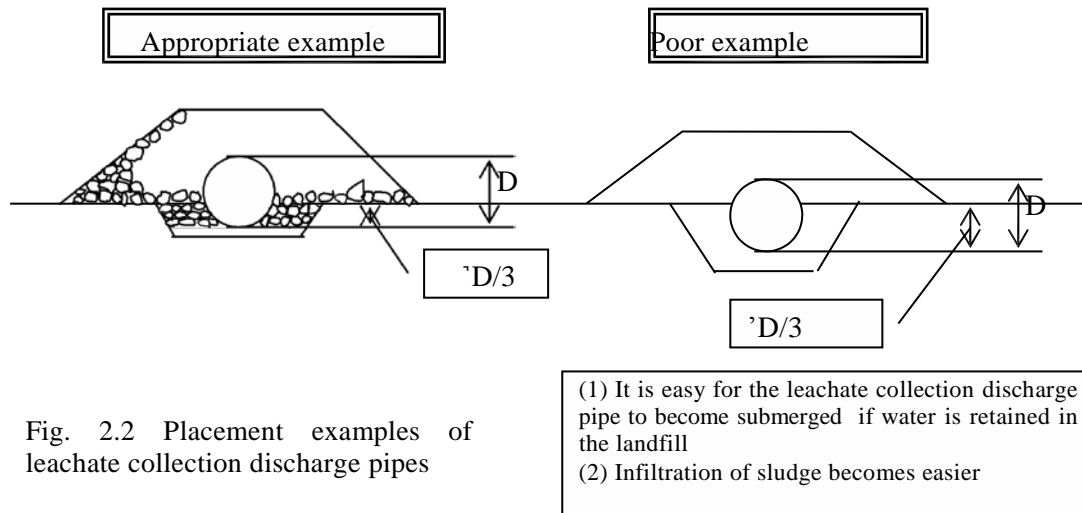 Appropriate example
Poor example
D
D
’D/3
’D/3
Fig. 2.2 Placement examples of
leachate collection discharge pipes
(1) It is easy for the leachate collection discharge
pipe to become submerged if water is retained in
the landfill
(2) Infiltration of sludge becomes easier